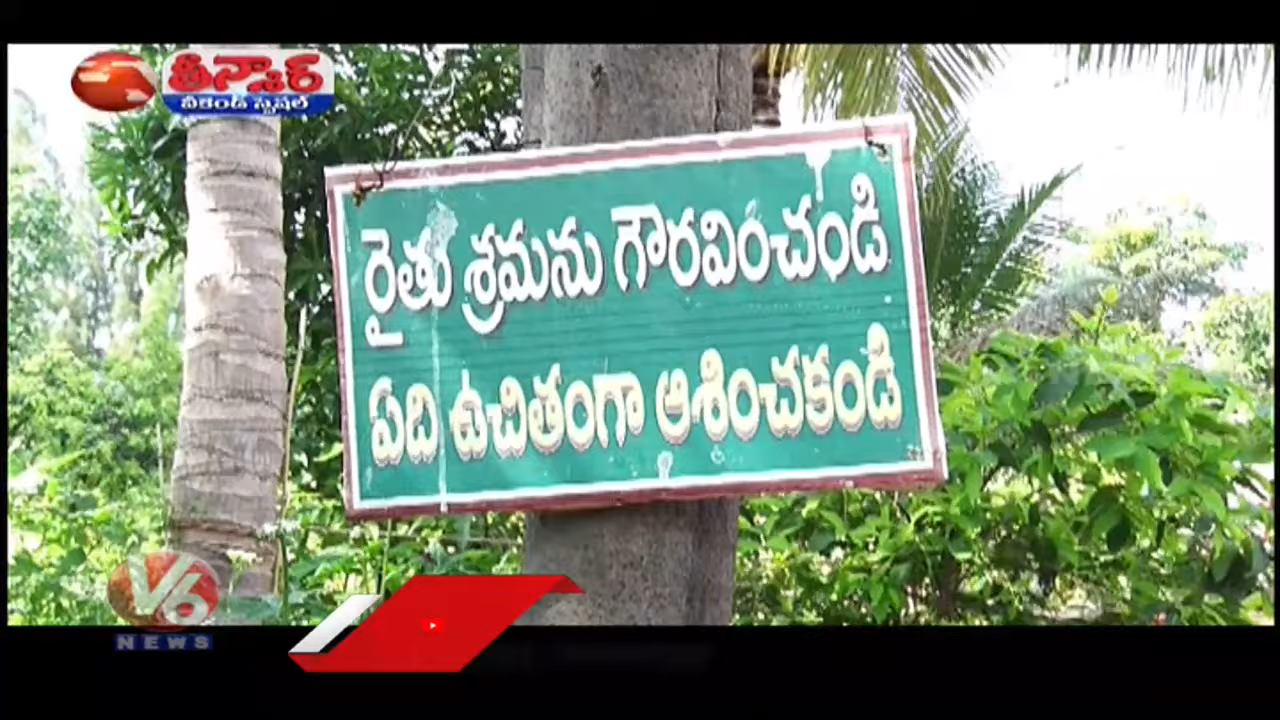 తీన్మార్
వీకెండ్ స్పెషల్
రైతు శ్రమను గౌరవించండి
ఏది ఉచితంగా ఆశించకండి
V6
NEWS